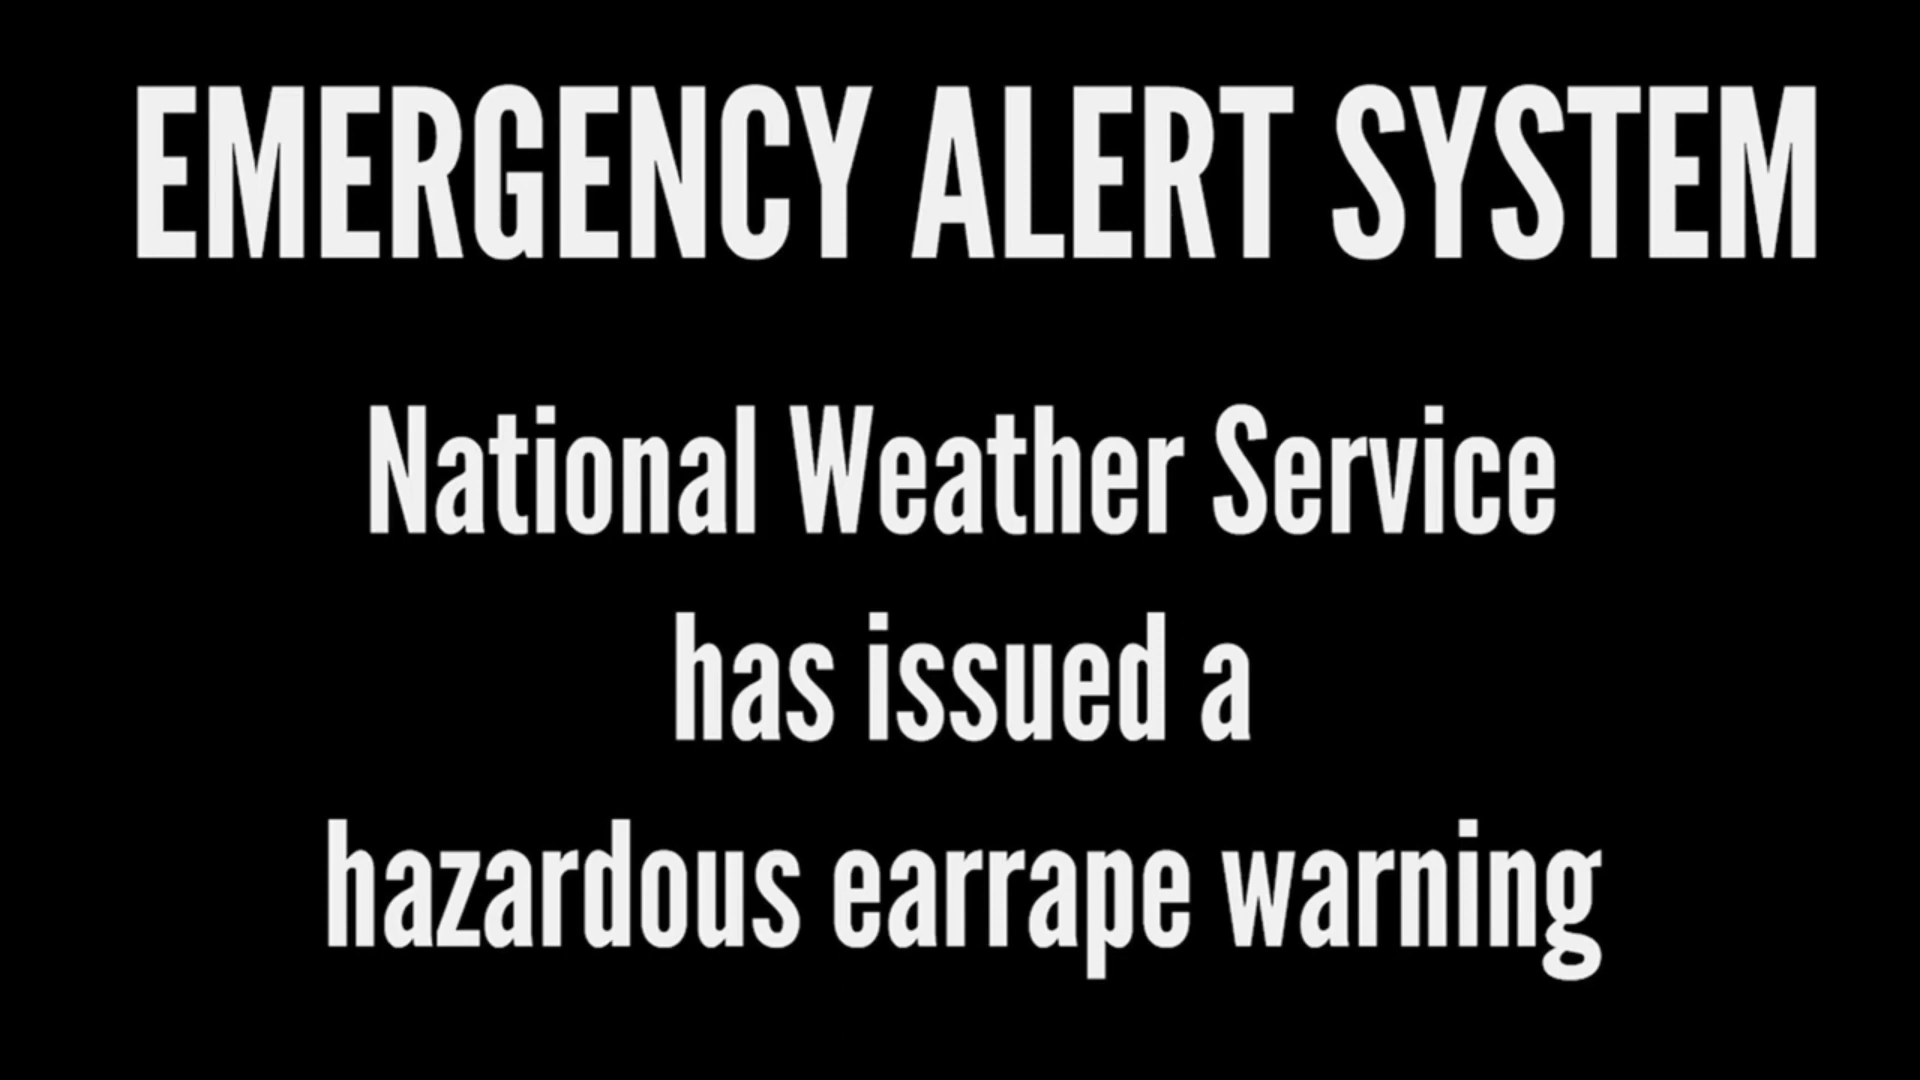 EMERGENCY ALERT SYSTEM
National Weather Service
has issued a
hazardous earrape warning